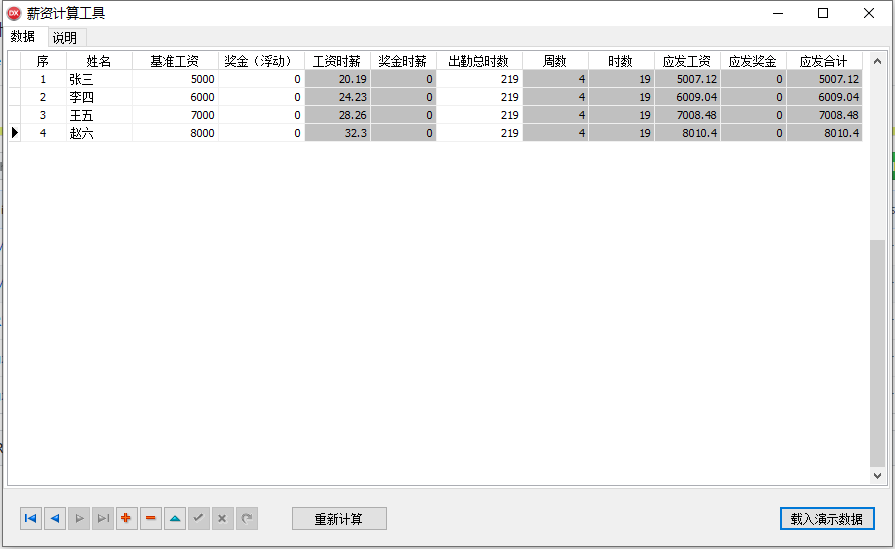 薪资计算工具
数据 说明
序 姓名 基准工资 奖金（浮动） 工资时薪 奖金时薪 出勤总时数 周数 时数 应发工资 应发奖金 应发合计
1 张三 5000 0 20.19 0 219 4 19 5007.12 0 5007.12
2 李四 6000 0 24.23 0 219 4 19 6009.04 0 6009.04
3 王五 7000 0 28.26 0 219 4 19 7008.48 0 7008.48
4 赵六 8000 0 32.3 0 219 4 19 8010.4 0 8010.4
重新计算 载入演示数据